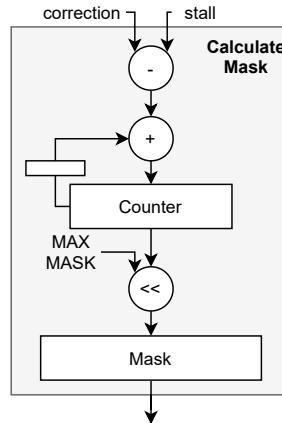 correction stall
Calculate
Mask
-
+
Counter
MAX
MASK
<<
Mask